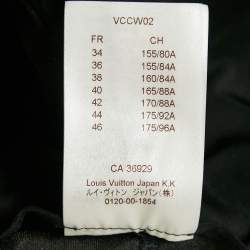 VCCW02
FR CH
34 155/80A
36 155/84A
38 160/84A
40 165/88A
42 170/88A
44 175/92A
46 175/96A
CA 36929
Louis Vuitton Japan K.K
ルイ・ヴィトン ジャパン(株)
0120-00-1854